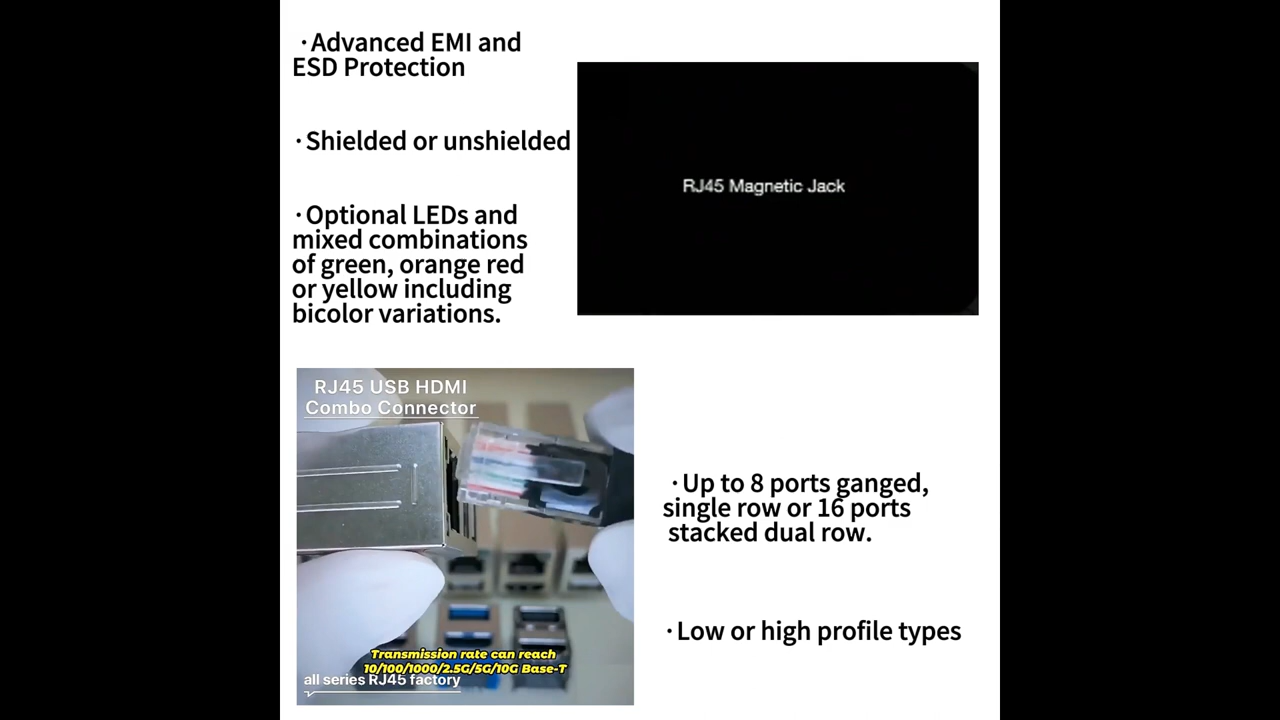 ·Advanced EMI and
ESD Protection
·Shielded or unshielded
·Optional LEDs and
mixed combinations
of green, orange red
or yellow including
bicolor variations.
RJ45 Magnetic Jack
RJ45 USB HDMI
Combo Connector
Transmission rate can reach
10/100/1000/2.5G/5G/10G Base-T
all series RJ45 factory
·Up to 8 ports ganged,
single row or 16 ports
stacked dual row.
·Low or high profile types